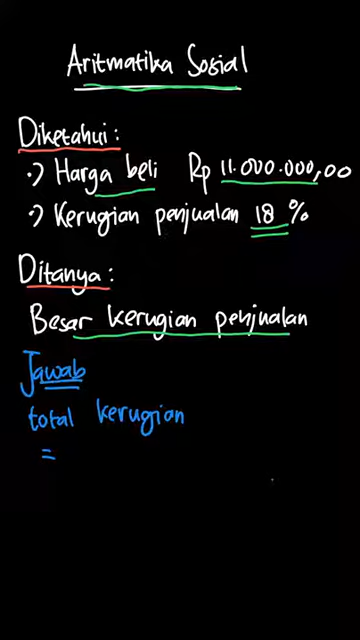 Aritmatika Sosial
Diketahui:
·) Harga beli Rp 11.000.000,00
·) Kerugian penjualan 18 %
Ditanya:
Besar kerugian penjualan
Jawab
total kerugian
=